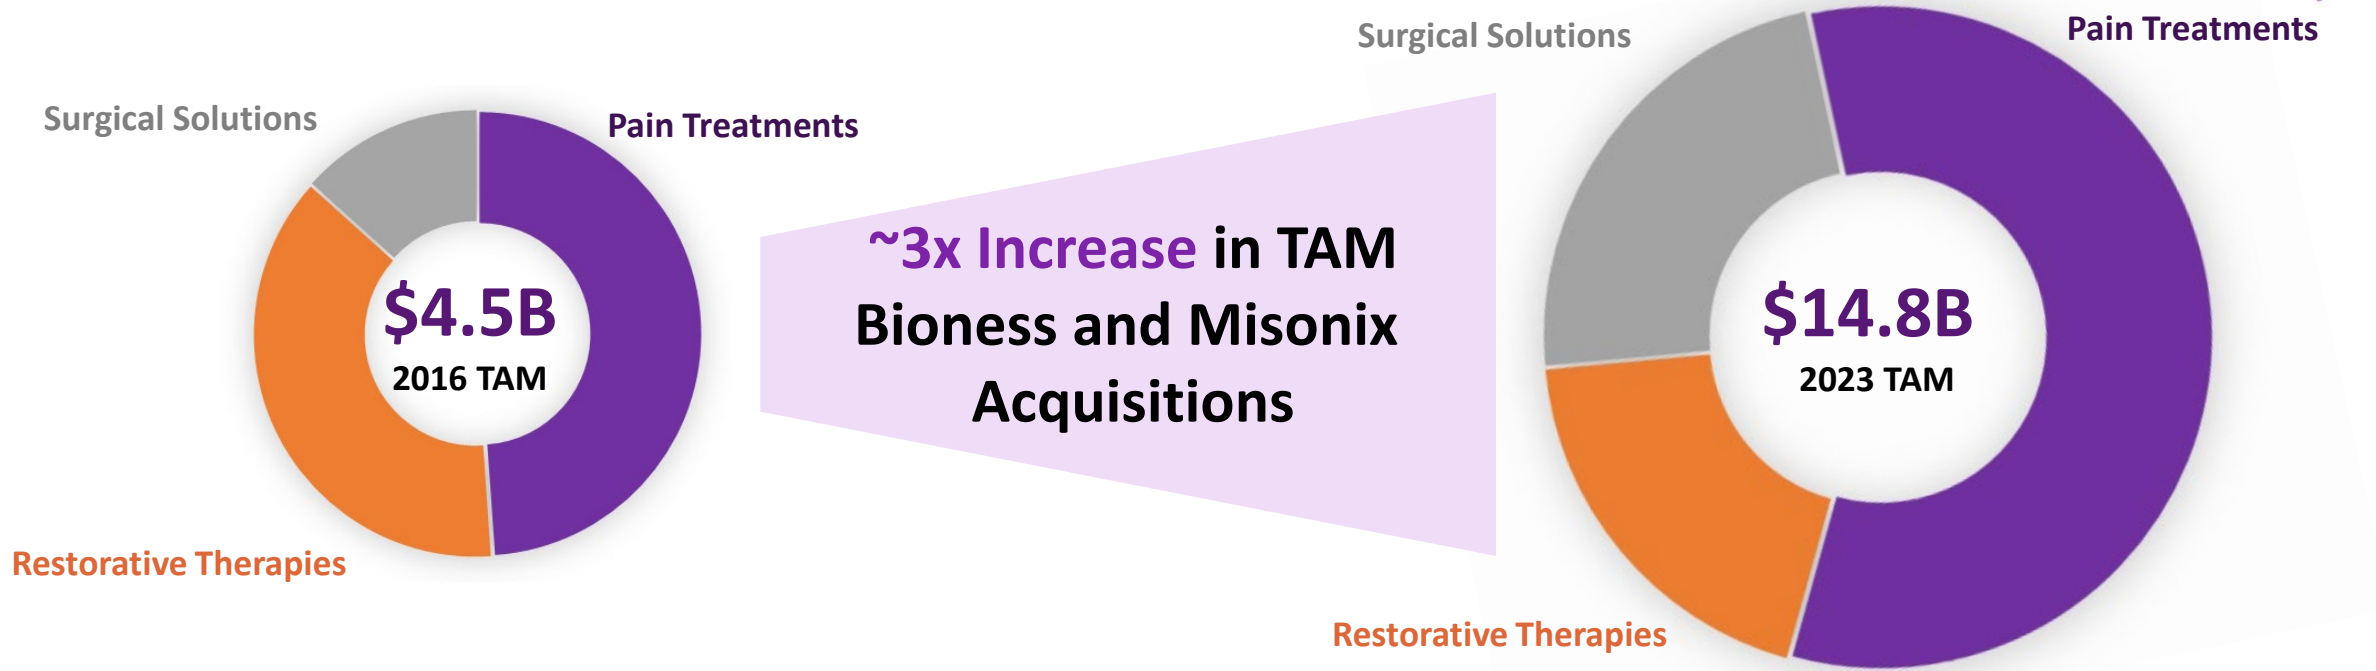 Surgical Solutions
Pain Treatments
$4.5B
2016 TAM
Restorative Therapies
~3x Increase in TAM
Bioness and Misonix
Acquisitions
Surgical Solutions
Pain Treatments
$14.8B
2023 TAM
Restorative Therapies